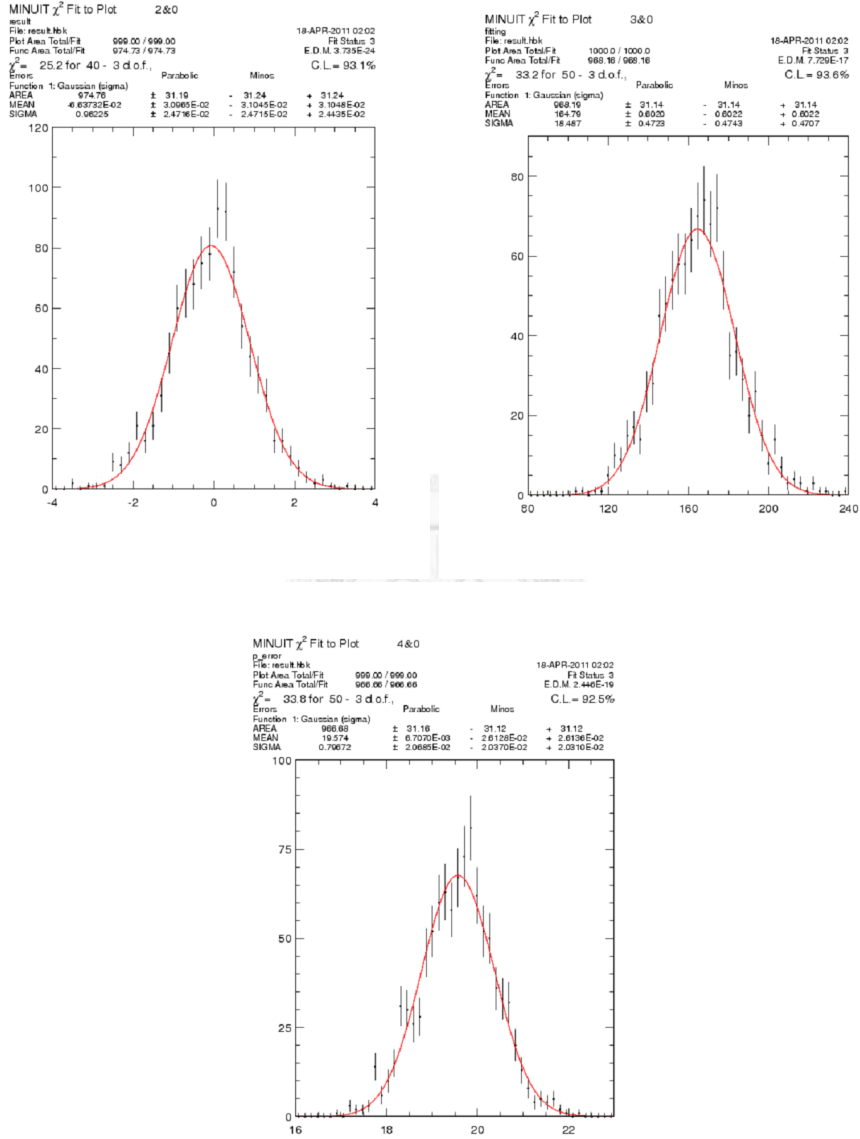 MINUIT χ² Fit to Plot 2&0
result
File: result.hbk 18-APR-2011 02:02
Plot Area Total/Fit 999.00 / 999.00 Fit Status 3
Func Area Total/Fit 974.73 / 974.73 E.D.M. 3.735E-24
χ²= 25.2 for 40 - 3 d.o.f., C.L.= 93.1%
Errors Parabolic Minos
Function 1: Gaussian (sigma)
AREA 974.76 ± 31.19 - 31.24 + 31.24
MEAN -6.63732E-02 ± 3.0965E-02 - 3.1045E-02 + 3.1048E-02
SIGMA 0.96225 ± 2.4716E-02 - 2.4715E-02 + 2.4435E-02
120
100
80
60
40
20
0
-4 -2 0 2 4
MINUIT χ² Fit to Plot 3&0
fitting
File: result.hbk 18-APR-2011 02:02
Plot Area Total/Fit 1000.0 / 1000.0 Fit Status 3
Func Area Total/Fit 968.16 / 968.16 E.D.M. 7.729E-17
χ²= 33.2 for 50 - 3 d.o.f., C.L.= 93.6%
Errors Parabolic Minos
Function 1: Gaussian (sigma)
AREA 968.19 ± 31.14 - 31.14 + 31.14
MEAN 164.79 ± 0.6020 - 0.6022 + 0.6022
SIGMA 18.487 ± 0.4723 - 0.4743 + 0.4707
80
60
40
20
0
80 120 160 200 240
MINUIT χ² Fit to Plot 4&0
p_error
File: result.hbk 18-APR-2011 02:02
Plot Area Total/Fit 999.00 / 999.00 Fit Status 3
Func Area Total/Fit 966.66 / 966.66 E.D.M. 2.446E-19
χ²= 33.8 for 50 - 3 d.o.f., C.L.= 92.5%
Errors Parabolic Minos
Function 1: Gaussian (sigma)
AREA 966.68 ± 31.16 - 31.12 + 31.12
MEAN 19.574 ± 6.7070E-03 - 2.6128E-02 + 2.6136E-02
SIGMA 0.79672 ± 2.0685E-02 - 2.0370E-02 + 2.0310E-02
100
75
50
25
0
16 18 20 22